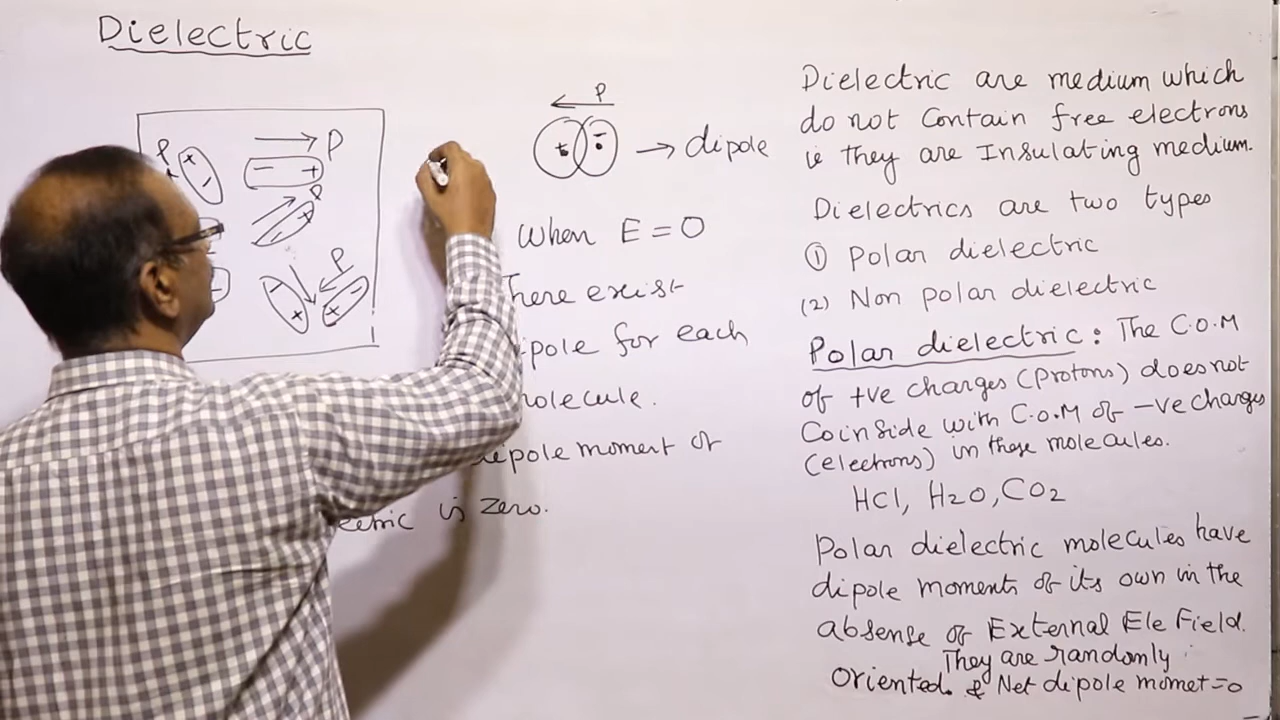 Dielectric
P
P
P
P
P
→ dipole
When E = 0
There exist
dipole for each
molecule.
dipole moment of
is zero.
Dielectric are medium which
do not contain free electrons
ie they are Insulating medium.
Dielectrics are two types
① Polar dielectric
(2) Non polar dielectric
Polar dielectric: The C.O.M
of +ve charges (protons) does not
Coinside with C.O.M of -ve charges
(electrons) in these molecules.
HCl, H2O, CO2
Polar dielectric molecules have
dipole moments of its own in the
absense of External Ele Field.
They are randomly
Oriented. & Net dipole momet=0